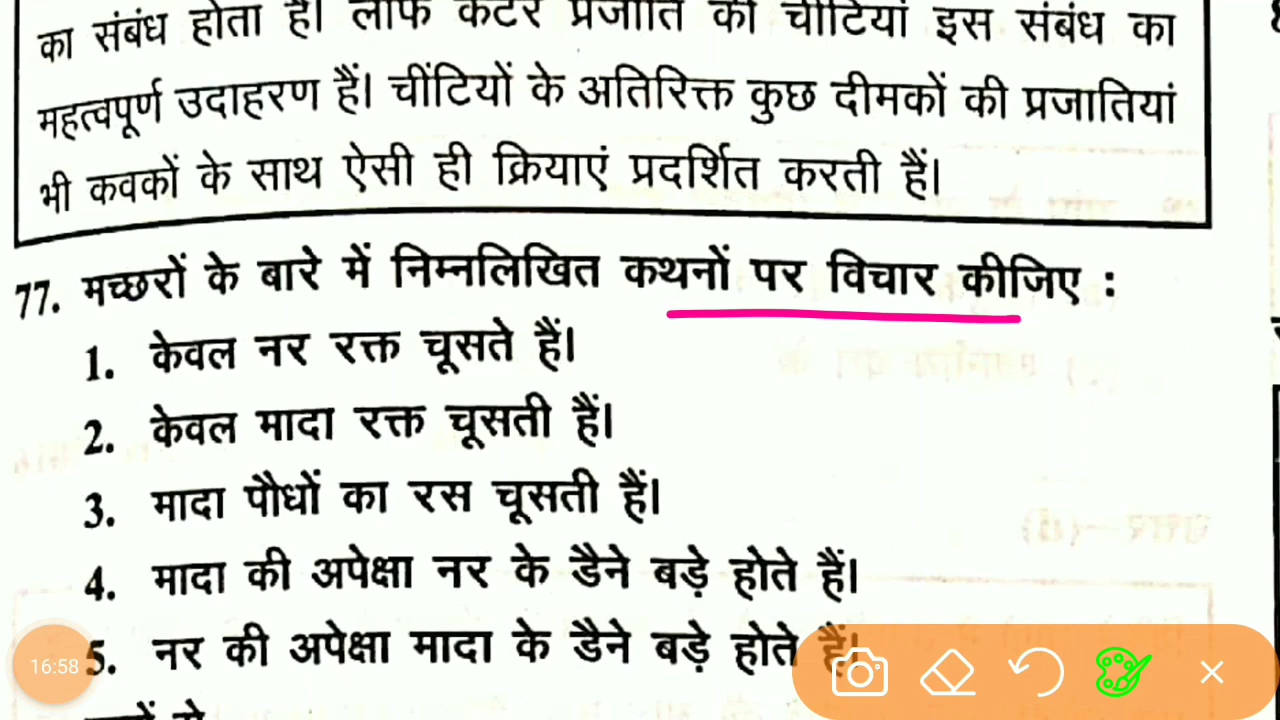 का संबंध होता है। लीफ कटर प्रजाति की चींटियां इस संबंध का
महत्वपूर्ण उदाहरण हैं। चींटियों के अतिरिक्त कुछ दीमकों की प्रजातियां
भी कवकों के साथ ऐसी ही क्रियाएं प्रदर्शित करती हैं।
77. मच्छरों के बारे में निम्नलिखित कथनों पर विचार कीजिए :
1. केवल नर रक्त चूसते हैं।
2. केवल मादा रक्त चूसती हैं।
3. मादा पौधों का रस चूसती हैं।
4. मादा की अपेक्षा नर के डैने बड़े होते हैं।
5. नर की अपेक्षा मादा के डैने बड़े होते हैं।
16:58